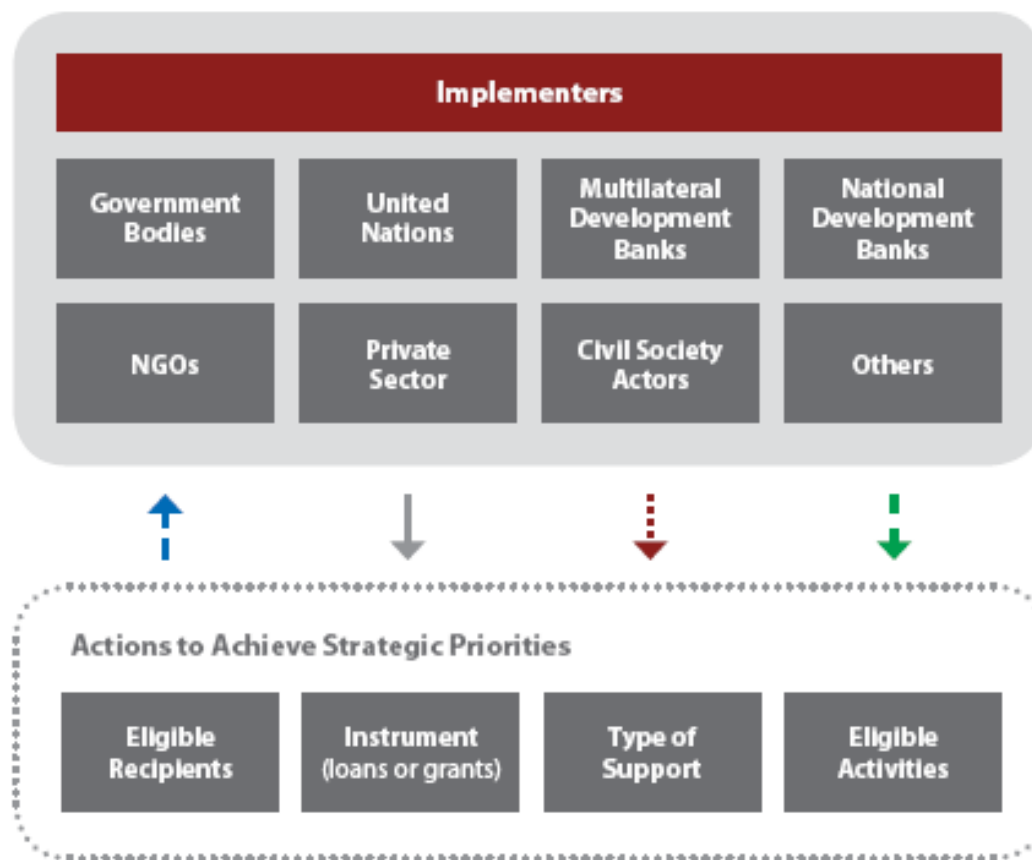 Implementers
Government
Bodies
United
Nations
Multilateral
Development
Banks
National
Development
Banks
NGOs
Private
Sector
Civil Society
Actors
Others
Actions to Achieve Strategic Priorities
Eligible
Recipients
Instrument
(loans or grants)
Type of
Support
Eligible
Activities